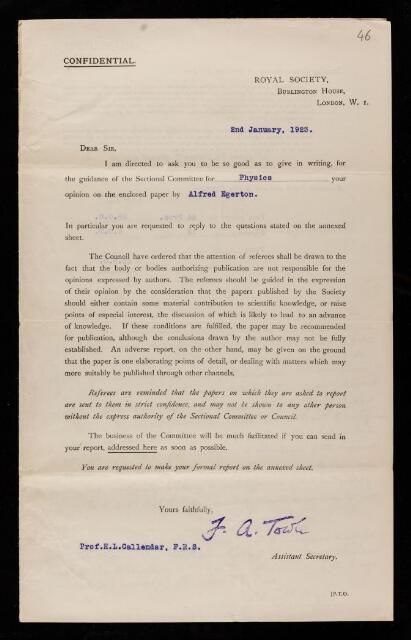 46
CONFIDENTIAL.
ROYAL SOCIETY,
BURLINGTON HOUSE,
LONDON, W. 1.
2nd January, 1923.
DEAR SIR,
I am directed to ask you to be so good as to give in writing, for
the guidance of the Sectional Committee for Physics your
opinion on the enclosed paper by Alfred Egerton.
In particular you are requested to reply to the questions stated on the annexed
sheet.
The Council have ordered that the attention of referees shall be drawn to the
fact that the body or bodies authorizing publication are not responsible for the
opinions expressed by authors. The referees should be guided in the expression
of their opinion by the consideration that the papers published by the Society
should either contain some material contribution to scientific knowledge, or raise
points of especial interest, the discussion of which is likely to lead to an advance
of knowledge. If these conditions are fulfilled, the paper may be recommended
for publication, although the conclusions drawn by the author may not be fully
established. An adverse report, on the other hand, may be given on the ground
that the paper is one elaborating points of detail, or dealing with matters which may
more suitably be published through other channels.
Referees are reminded that the papers on which they are asked to report
are sent to them in strict confidence, and may not be shown to any other person
without the express authority of the Sectional Committee or Council.
The business of the Committee will be much facilitated if you can send in
your report, addressed here as soon as possible.
You are requested to make your formal report on the annexed sheet.
Yours faithfully,
F. A. Towle
Prof.H.L.Callendar, F.R.S.
Assistant Secretary.
[P.T.O.